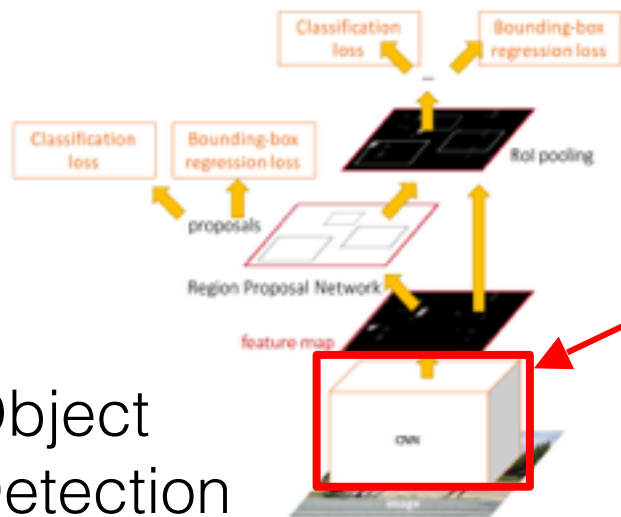 Classification
loss
Bounding-box
regression loss
...
Classification
loss
Bounding-box
regression loss
RoI pooling
proposals
Region Proposal Network
feature map
CNN
image
Object
Detection